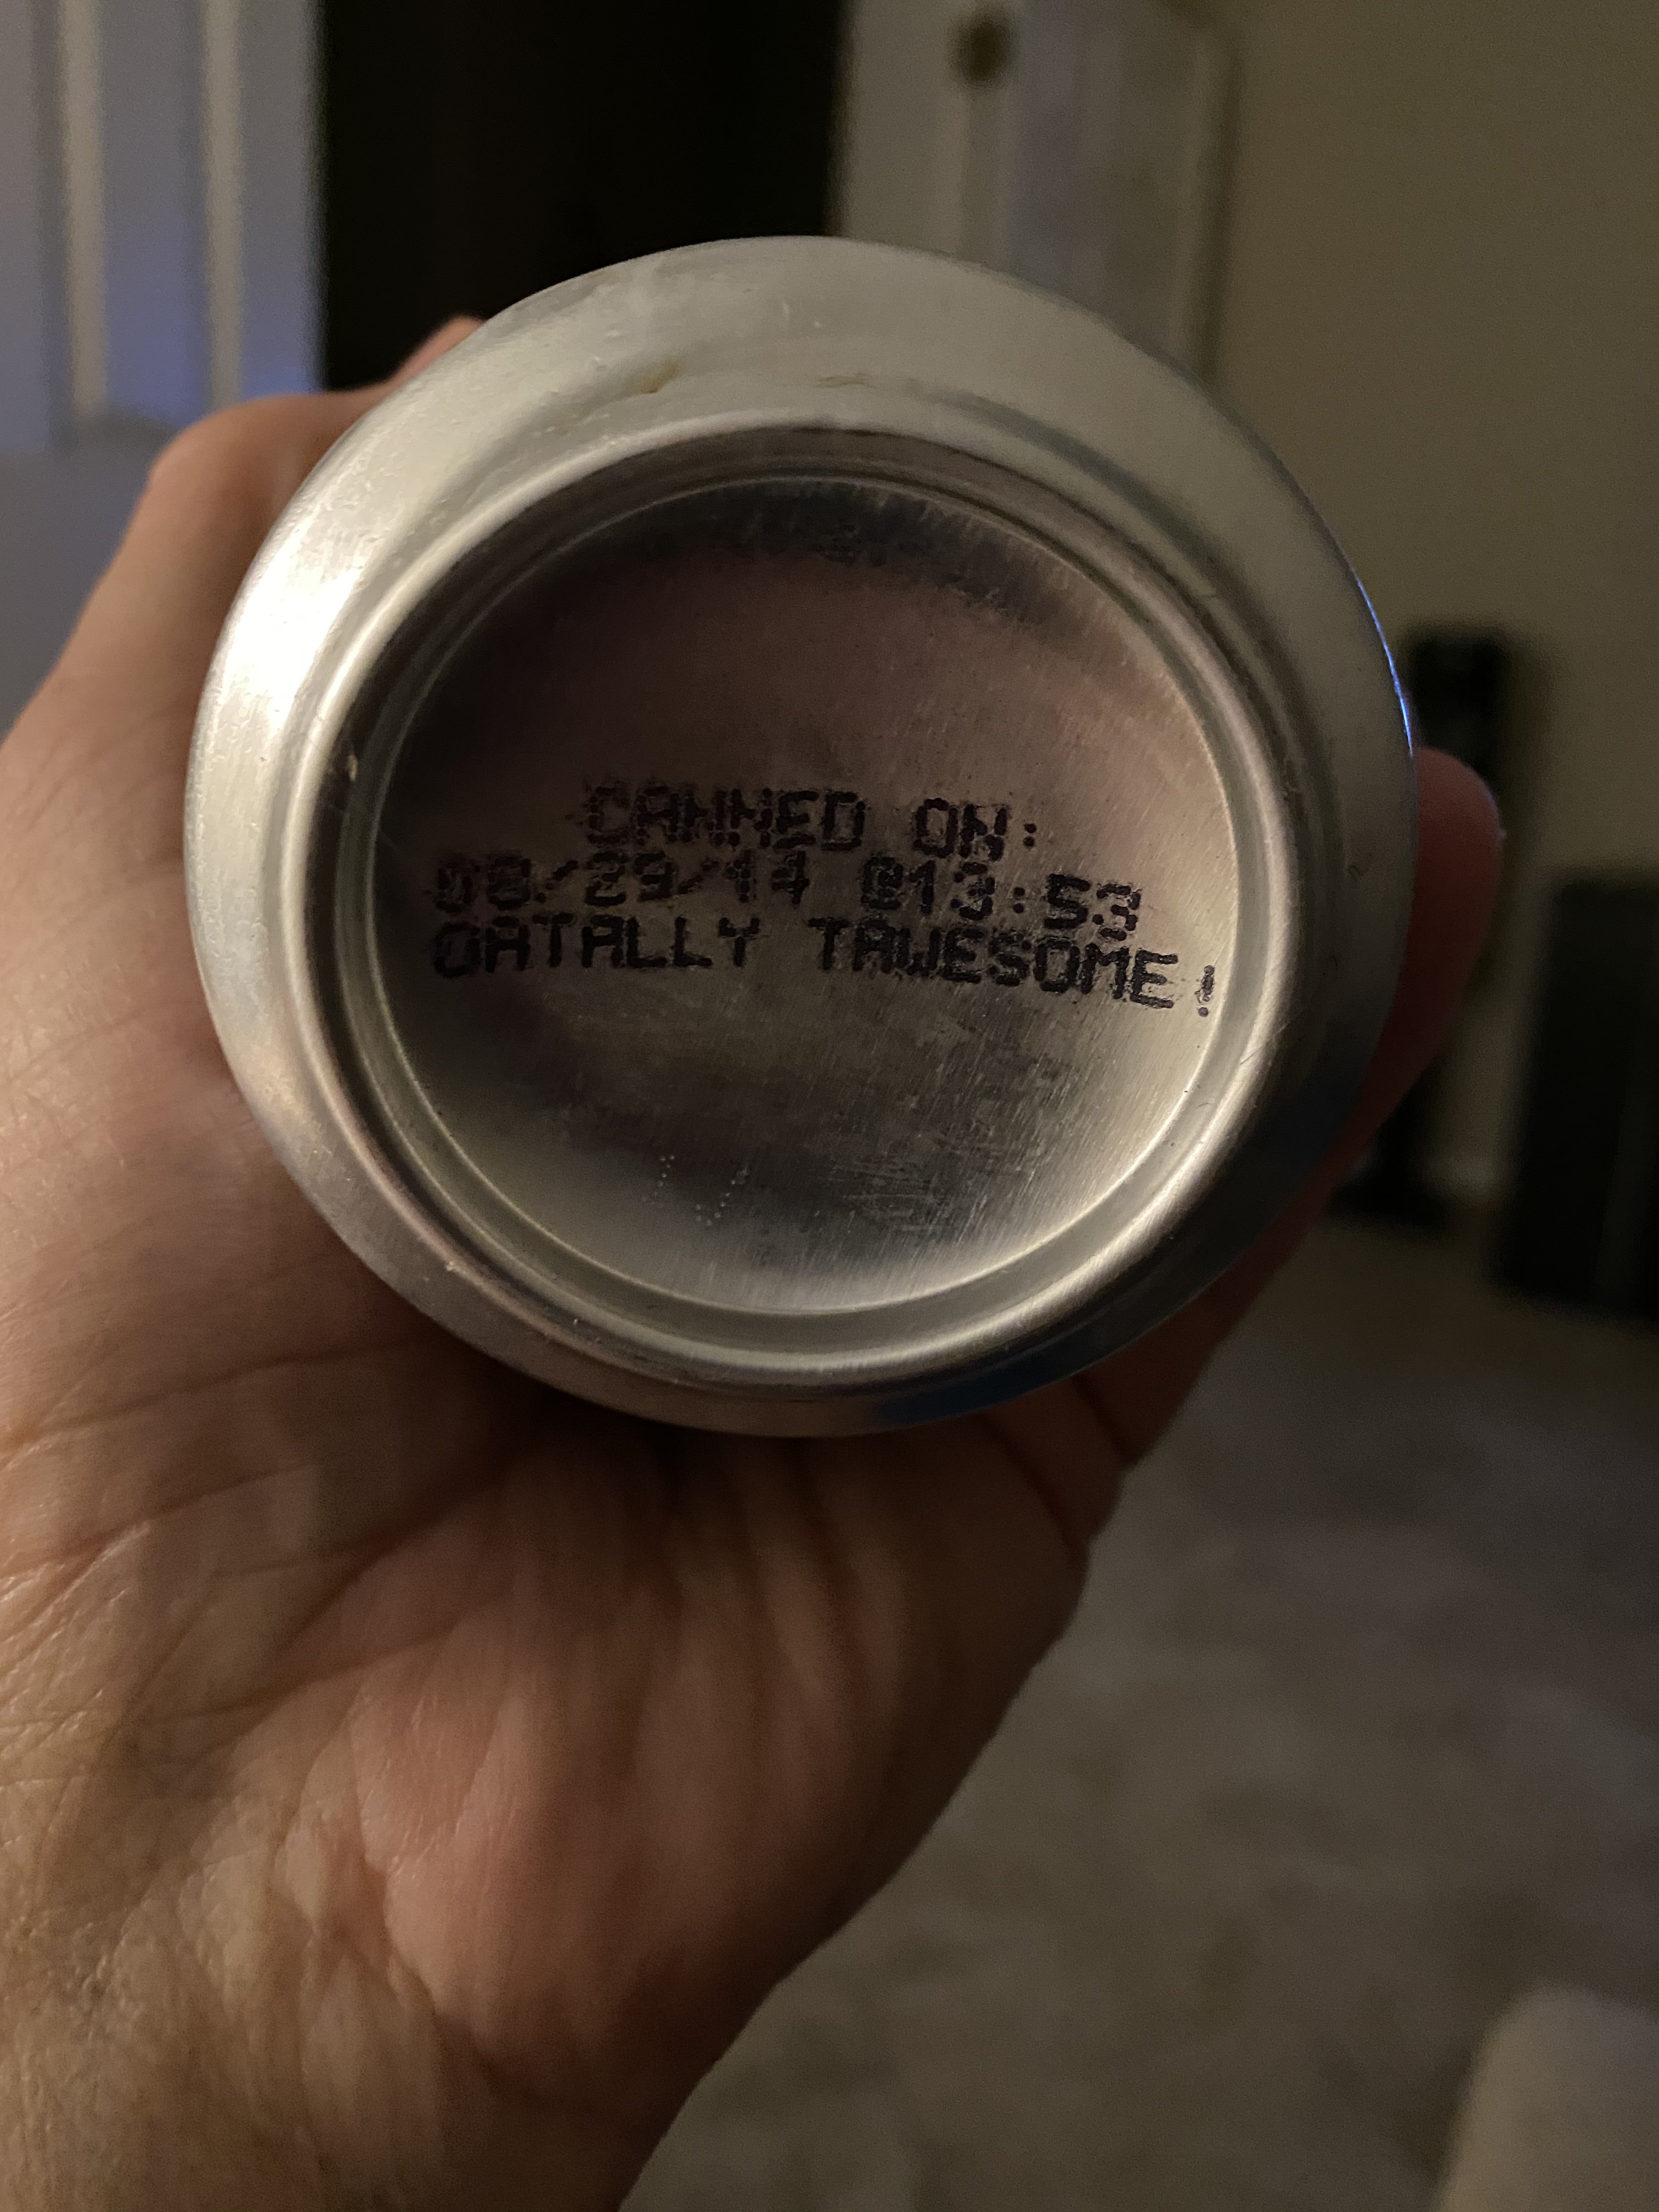 CANNED ON:
08/29/14 @13:53
OATALLY TAWESOME!